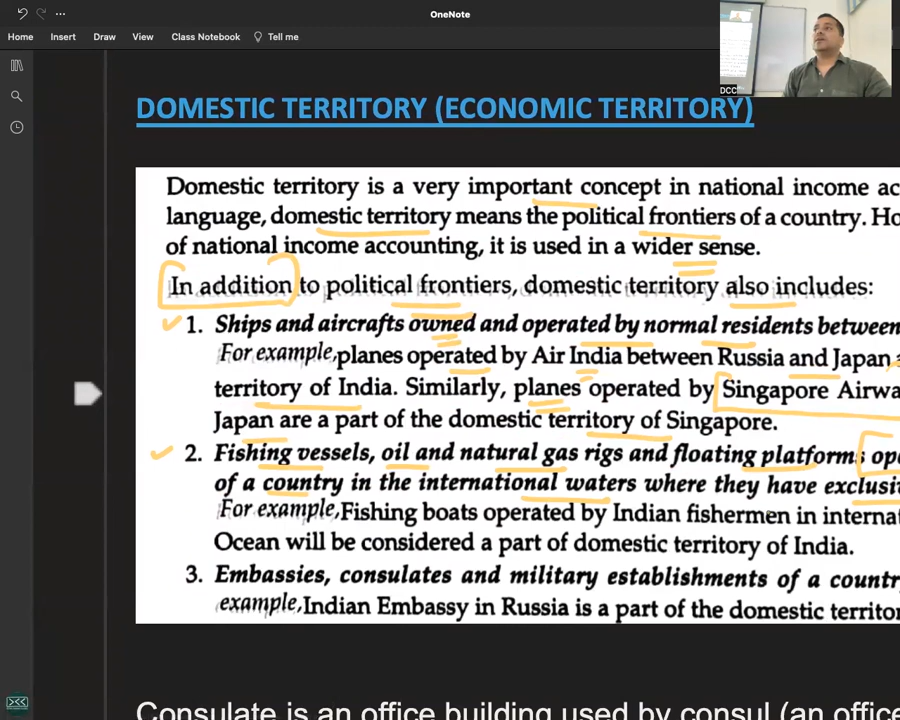 OneNote
Home Insert Draw View Class Notebook Tell me
DCC
DOMESTIC TERRITORY (ECONOMIC TERRITORY)
Domestic territory is a very important concept in national income ac
language, domestic territory means the political frontiers of a country. Ho
of national income accounting, it is used in a wider sense.
In addition to political frontiers, domestic territory also includes:
1. Ships and aircrafts owned and operated by normal residents between
For example, planes operated by Air India between Russia and Japan
territory of India. Similarly, planes operated by Singapore Airwa
Japan are a part of the domestic territory of Singapore.
2. Fishing vessels, oil and natural gas rigs and floating platforms ope
of a country in the international waters where they have exclusi
For example, Fishing boats operated by Indian fishermen in interna
Ocean will be considered a part of domestic territory of India.
3. Embassies, consulates and military establishments of a countr
example, Indian Embassy in Russia is a part of the domestic territor
Consulate is an office building used by consul (an office